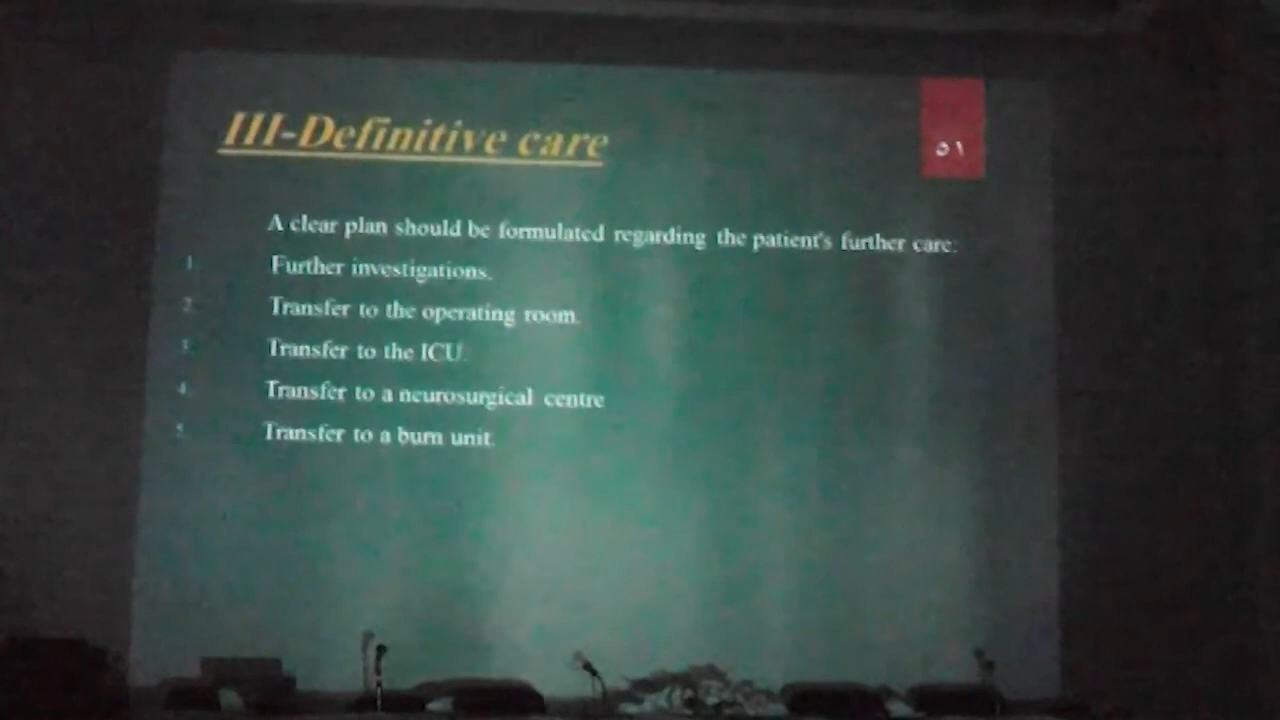 III-Definitive care
٥١
A clear plan should be formulated regarding the patient's further care:
1. Further investigations.
2. Transfer to the operating room.
3. Transfer to the ICU.
4. Transfer to a neurosurgical centre
5. Transfer to a burn unit.